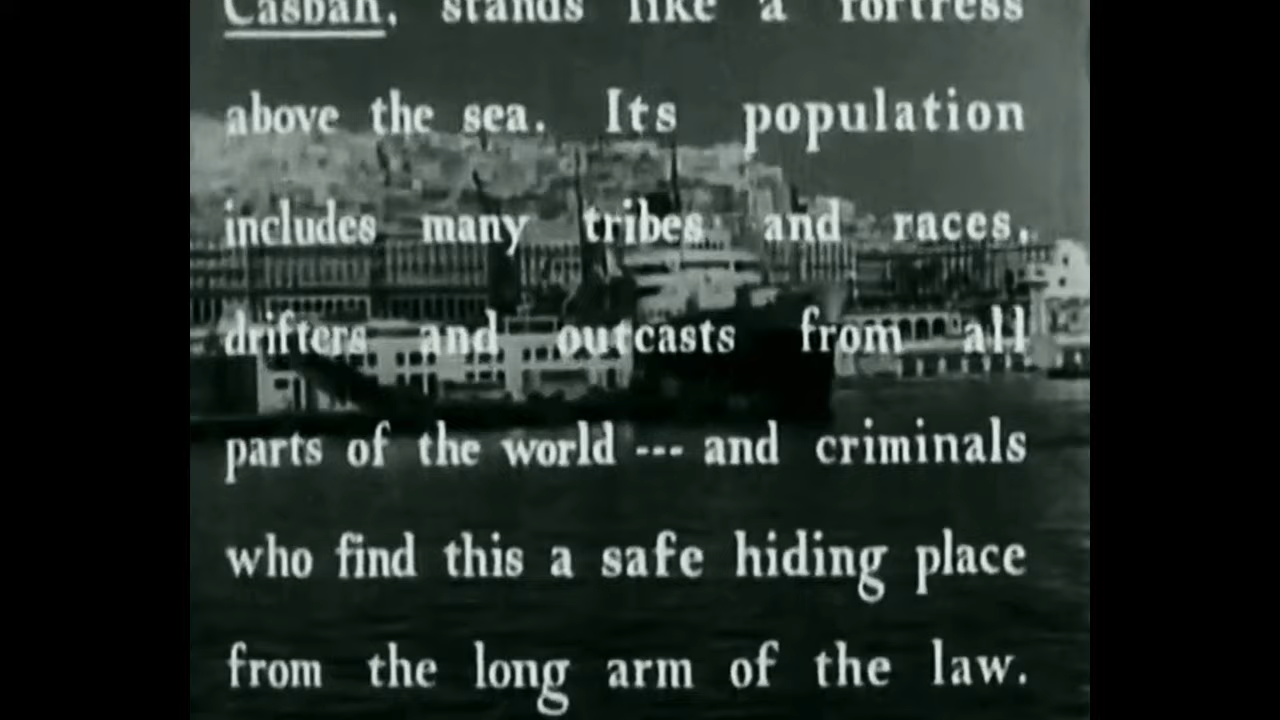 Casbah, stands like a fortress
above the sea. Its population
includes many tribes and races,
drifters and outcasts from all
parts of the world --- and criminals
who find this a safe hiding place
from the long arm of the law.